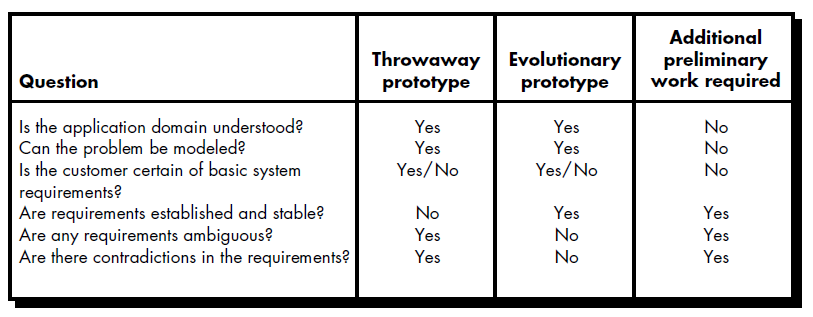 Question Throwaway prototype Evolutionary prototype Additional preliminary work required
Is the application domain understood? Yes Yes No
Can the problem be modeled? Yes Yes No
Is the customer certain of basic system Yes/No Yes/No No
requirements?
Are requirements established and stable? No Yes Yes
Are any requirements ambiguous? Yes No Yes
Are there contradictions in the requirements? Yes No Yes